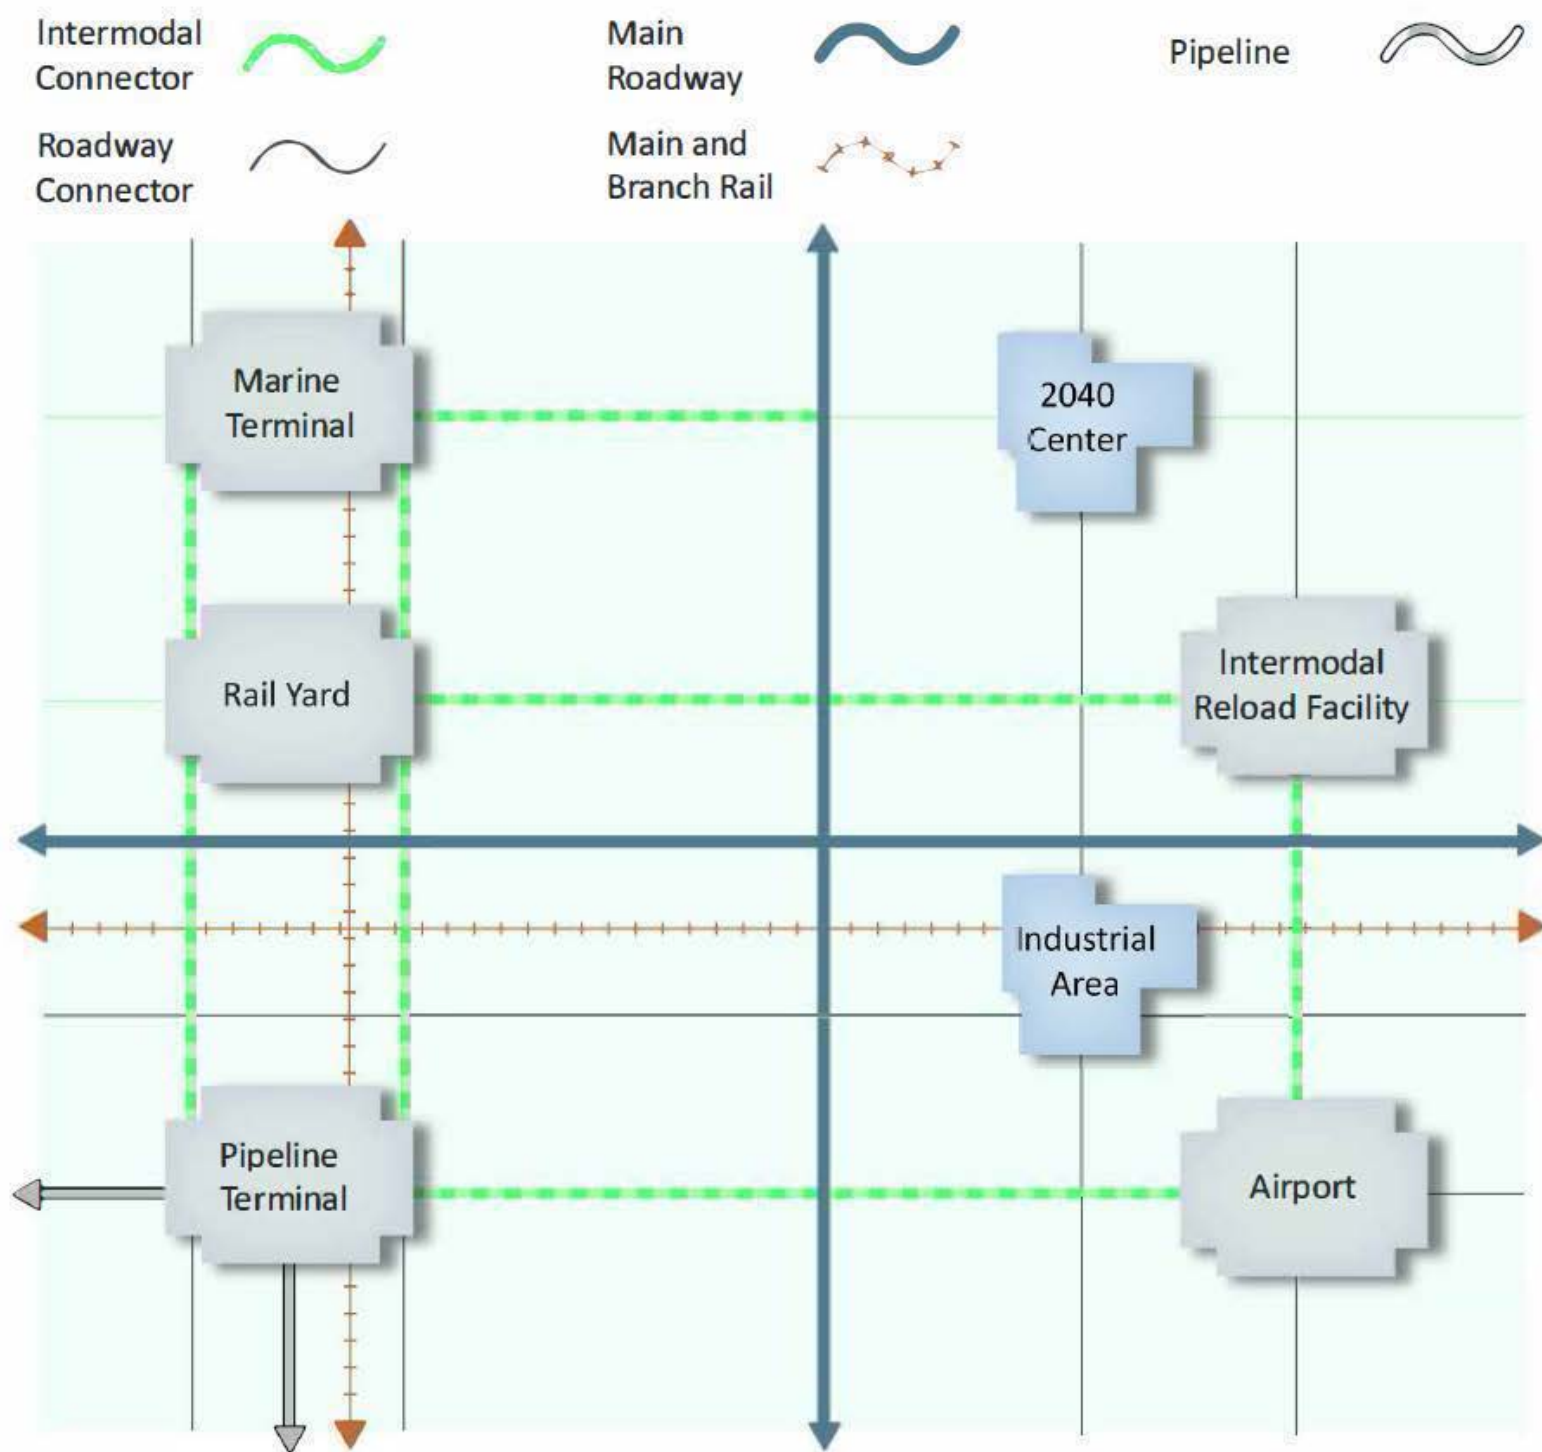 Intermodal
Connector
Main
Roadway
Pipeline
Roadway
Connector
Main and
Branch Rail
Marine
Terminal
2040
Center
Rail Yard
Intermodal
Reload Facility
Industrial
Area
Pipeline
Terminal
Airport